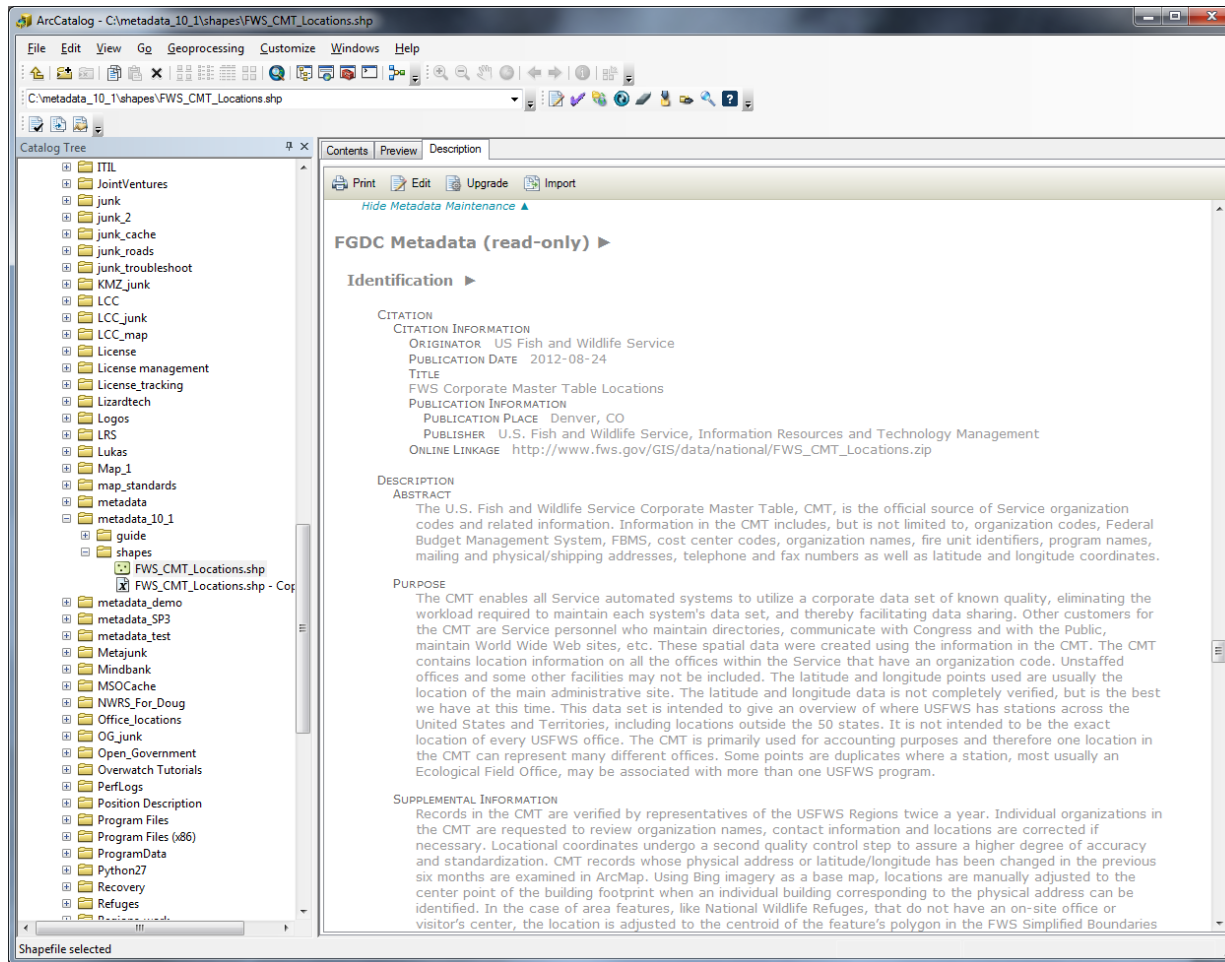 ArcCatalog - C:\metadata_10_1\shapes\FWS_CMT_Locations.shp
File Edit View Go Geoprocessing Customize Windows Help
C:\metadata_10_1\shapes\FWS_CMT_Locations.shp
Catalog Tree
ITIL
JointVentures
junk
junk_2
junk_cache
junk_roads
junk_troubleshoot
KMZ_junk
LCC
LCC_junk
LCC_map
License
License management
License_tracking
Lizardtech
Logos
LRS
Lukas
Map_1
map_standards
metadata
metadata_10_1
guide
shapes
FWS_CMT_Locations.shp
FWS_CMT_Locations.shp - Cop
metadata_demo
metadata_SP3
metadata_test
Metajunk
Mindbank
MSOCache
NWRS_For_Doug
Office_locations
OG_junk
Open_Government
Overwatch Tutorials
PerfLogs
Position Description
Program Files
Program Files (x86)
ProgramData
Python27
Recovery
Refuges
Contents Preview Description
Print Edit Upgrade Import
Hide Metadata Maintenance ▲
FGDC Metadata (read-only) ►
Identification ►
CITATION
CITATION INFORMATION
ORIGINATOR US Fish and Wildlife Service
PUBLICATION DATE 2012-08-24
TITLE
FWS Corporate Master Table Locations
PUBLICATION INFORMATION
PUBLICATION PLACE Denver, CO
PUBLISHER U.S. Fish and Wildlife Service, Information Resources and Technology Management
ONLINE LINKAGE http://www.fws.gov/GIS/data/national/FWS_CMT_Locations.zip
DESCRIPTION
ABSTRACT
The U.S. Fish and Wildlife Service Corporate Master Table, CMT, is the official source of Service organization
codes and related information. Information in the CMT includes, but is not limited to, organization codes, Federal
Budget Management System, FBMS, cost center codes, organization names, fire unit identifiers, program names,
mailing and physical/shipping addresses, telephone and fax numbers as well as latitude and longitude coordinates.
PURPOSE
The CMT enables all Service automated systems to utilize a corporate data set of known quality, eliminating the
workload required to maintain each system's data set, and thereby facilitating data sharing. Other customers for
the CMT are Service personnel who maintain directories, communicate with Congress and with the Public,
maintain World Wide Web sites, etc. These spatial data were created using the information in the CMT. The CMT
contains location information on all the offices within the Service that have an organization code. Unstaffed
offices and some other facilities may not be included. The latitude and longitude points used are usually the
location of the main administrative site. The latitude and longitude data is not completely verified, but is the best
we have at this time. This data set is intended to give an overview of where USFWS has stations across the
United States and Territories, including locations outside the 50 states. It is not intended to be the exact
location of every USFWS office. The CMT is primarily used for accounting purposes and therefore one location in
the CMT can represent many different offices. Some points are duplicates where a station, most usually an
Ecological Field Office, may be associated with more than one USFWS program.
SUPPLEMENTAL INFORMATION
Records in the CMT are verified by representatives of the USFWS Regions twice a year. Individual organizations in
the CMT are requested to review organization names, contact information and locations are corrected if
necessary. Locational coordinates undergo a second quality control step to assure a higher degree of accuracy
and standardization. CMT records whose physical address or latitude/longitude has been changed in the previous
six months are examined in ArcMap. Using Bing imagery as a base map, locations are manually adjusted to the
center point of the building footprint when an individual building corresponding to the physical address can be
identified. In the case of area features, like National Wildlife Refuges, that do not have an on-site office or
visitor's center, the location is adjusted to the centroid of the feature's polygon in the FWS Simplified Boundaries
Shapefile selected